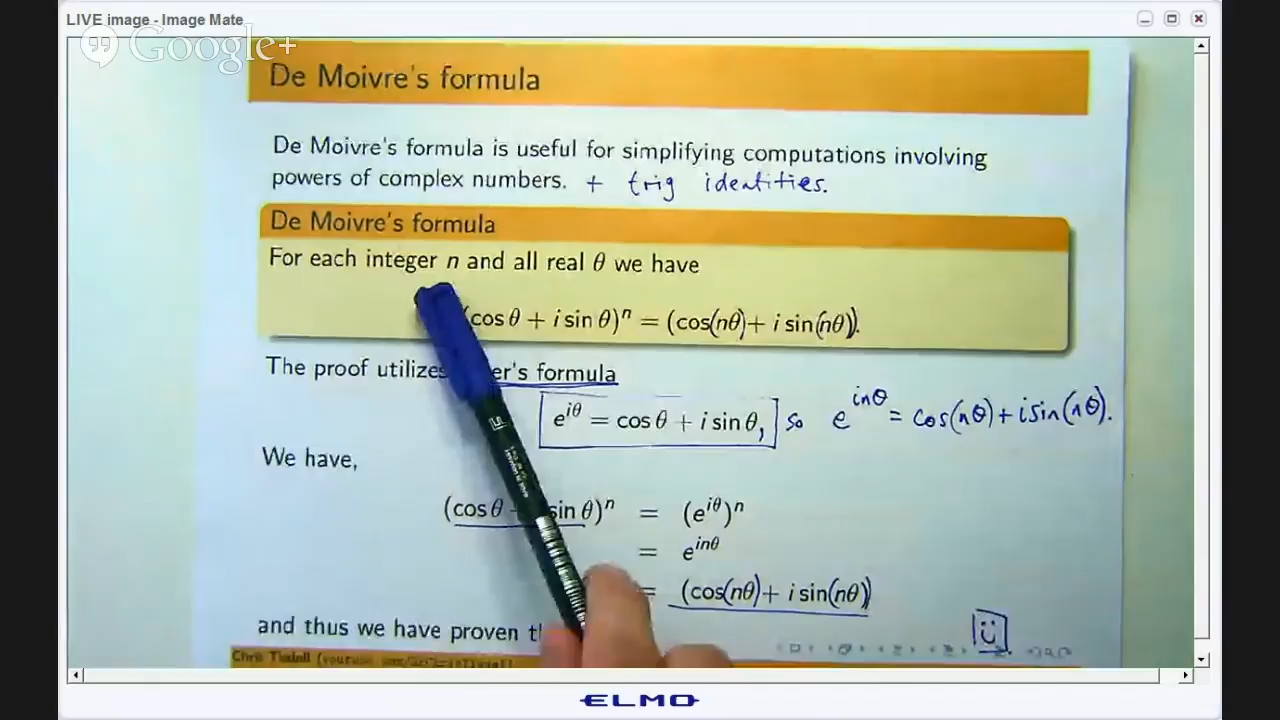 LIVE image - Image Mate
Google+
De Moivre's formula
De Moivre's formula is useful for simplifying computations involving
powers of complex numbers. + trig identities.
De Moivre's formula
For each integer n and all real θ we have
(cos θ + i sin θ)ⁿ = (cos(nθ) + i sin(nθ)).
The proof utilizes er's formula
e^{iθ} = cos θ + i sin θ, so e^{inθ} = cos(nθ) + i sin(nθ).
We have,
(cos θ sin θ)ⁿ = (e^{iθ})ⁿ
= e^{inθ}
= (cos(nθ) + i sin(nθ))
and thus we have proven th
Chris Tisdell
ELMO